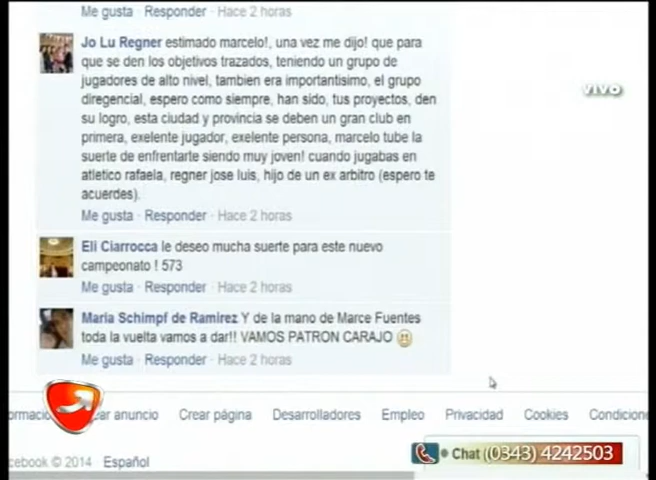 Me gusta · Responder · Hace 2 horas
Jo Lu Regner estimado marcelo!, una vez me dijo! que para
que se den los objetivos trazados, teniendo un grupo de
jugadores de alto nivel, tambien era importantisimo, el grupo
diregencial, espero como siempre, han sido, tus proyectos, den
su logro, esta ciudad y provincia se deben un gran club en
primera, exelente jugador, exelente persona, marcelo tube la
suerte de enfrentarte siendo muy joven! cuando jugabas en
atletico rafaela, regner jose luis, hijo de un ex arbitro (espero te
acuerdes).
Me gusta · Responder · Hace 2 horas
vivo
Eli Ciarrocca le deseo mucha suerte para este nuevo
campeonato ! 573
Me gusta · Responder · Hace 2 horas
María Schimpf de Ramirez Y de la mano de Marce Fuentes
toda la vuelta vamos a dar!! VAMOS PATRON CARAJO
Me gusta · Responder · Hace 2 horas
anuncio Crear página Desarrolladores Empleo Privacidad Cookies Condicione
cebook © 2014 Español
Chat (0343) 4242503